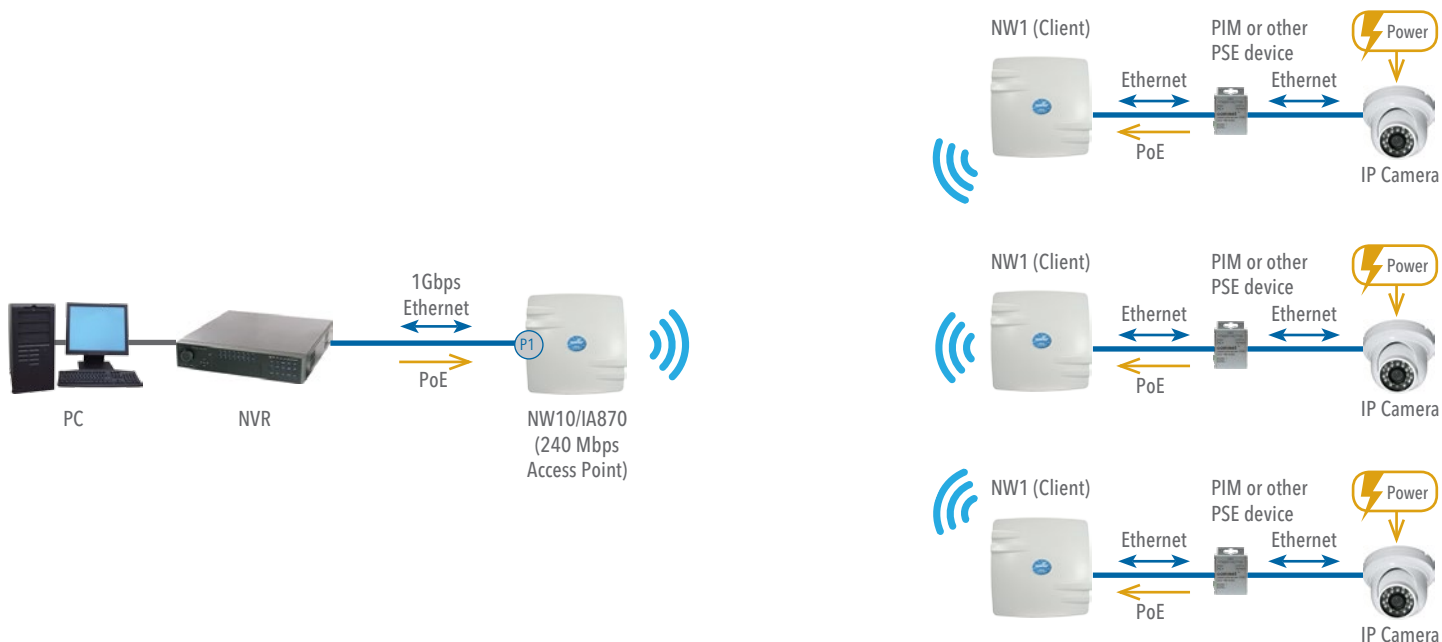 1Gbps
Ethernet
P1
PoE
PC
NVR
NW10/IA870
(240 Mbps
Access Point)
NW1 (Client)
PIM or other
PSE device
Power
Ethernet
Ethernet
PoE
IP Camera
NW1 (Client)
PIM or other
PSE device
Power
Ethernet
Ethernet
PoE
IP Camera
NW1 (Client)
PIM or other
PSE device
Power
Ethernet
Ethernet
PoE
IP Camera